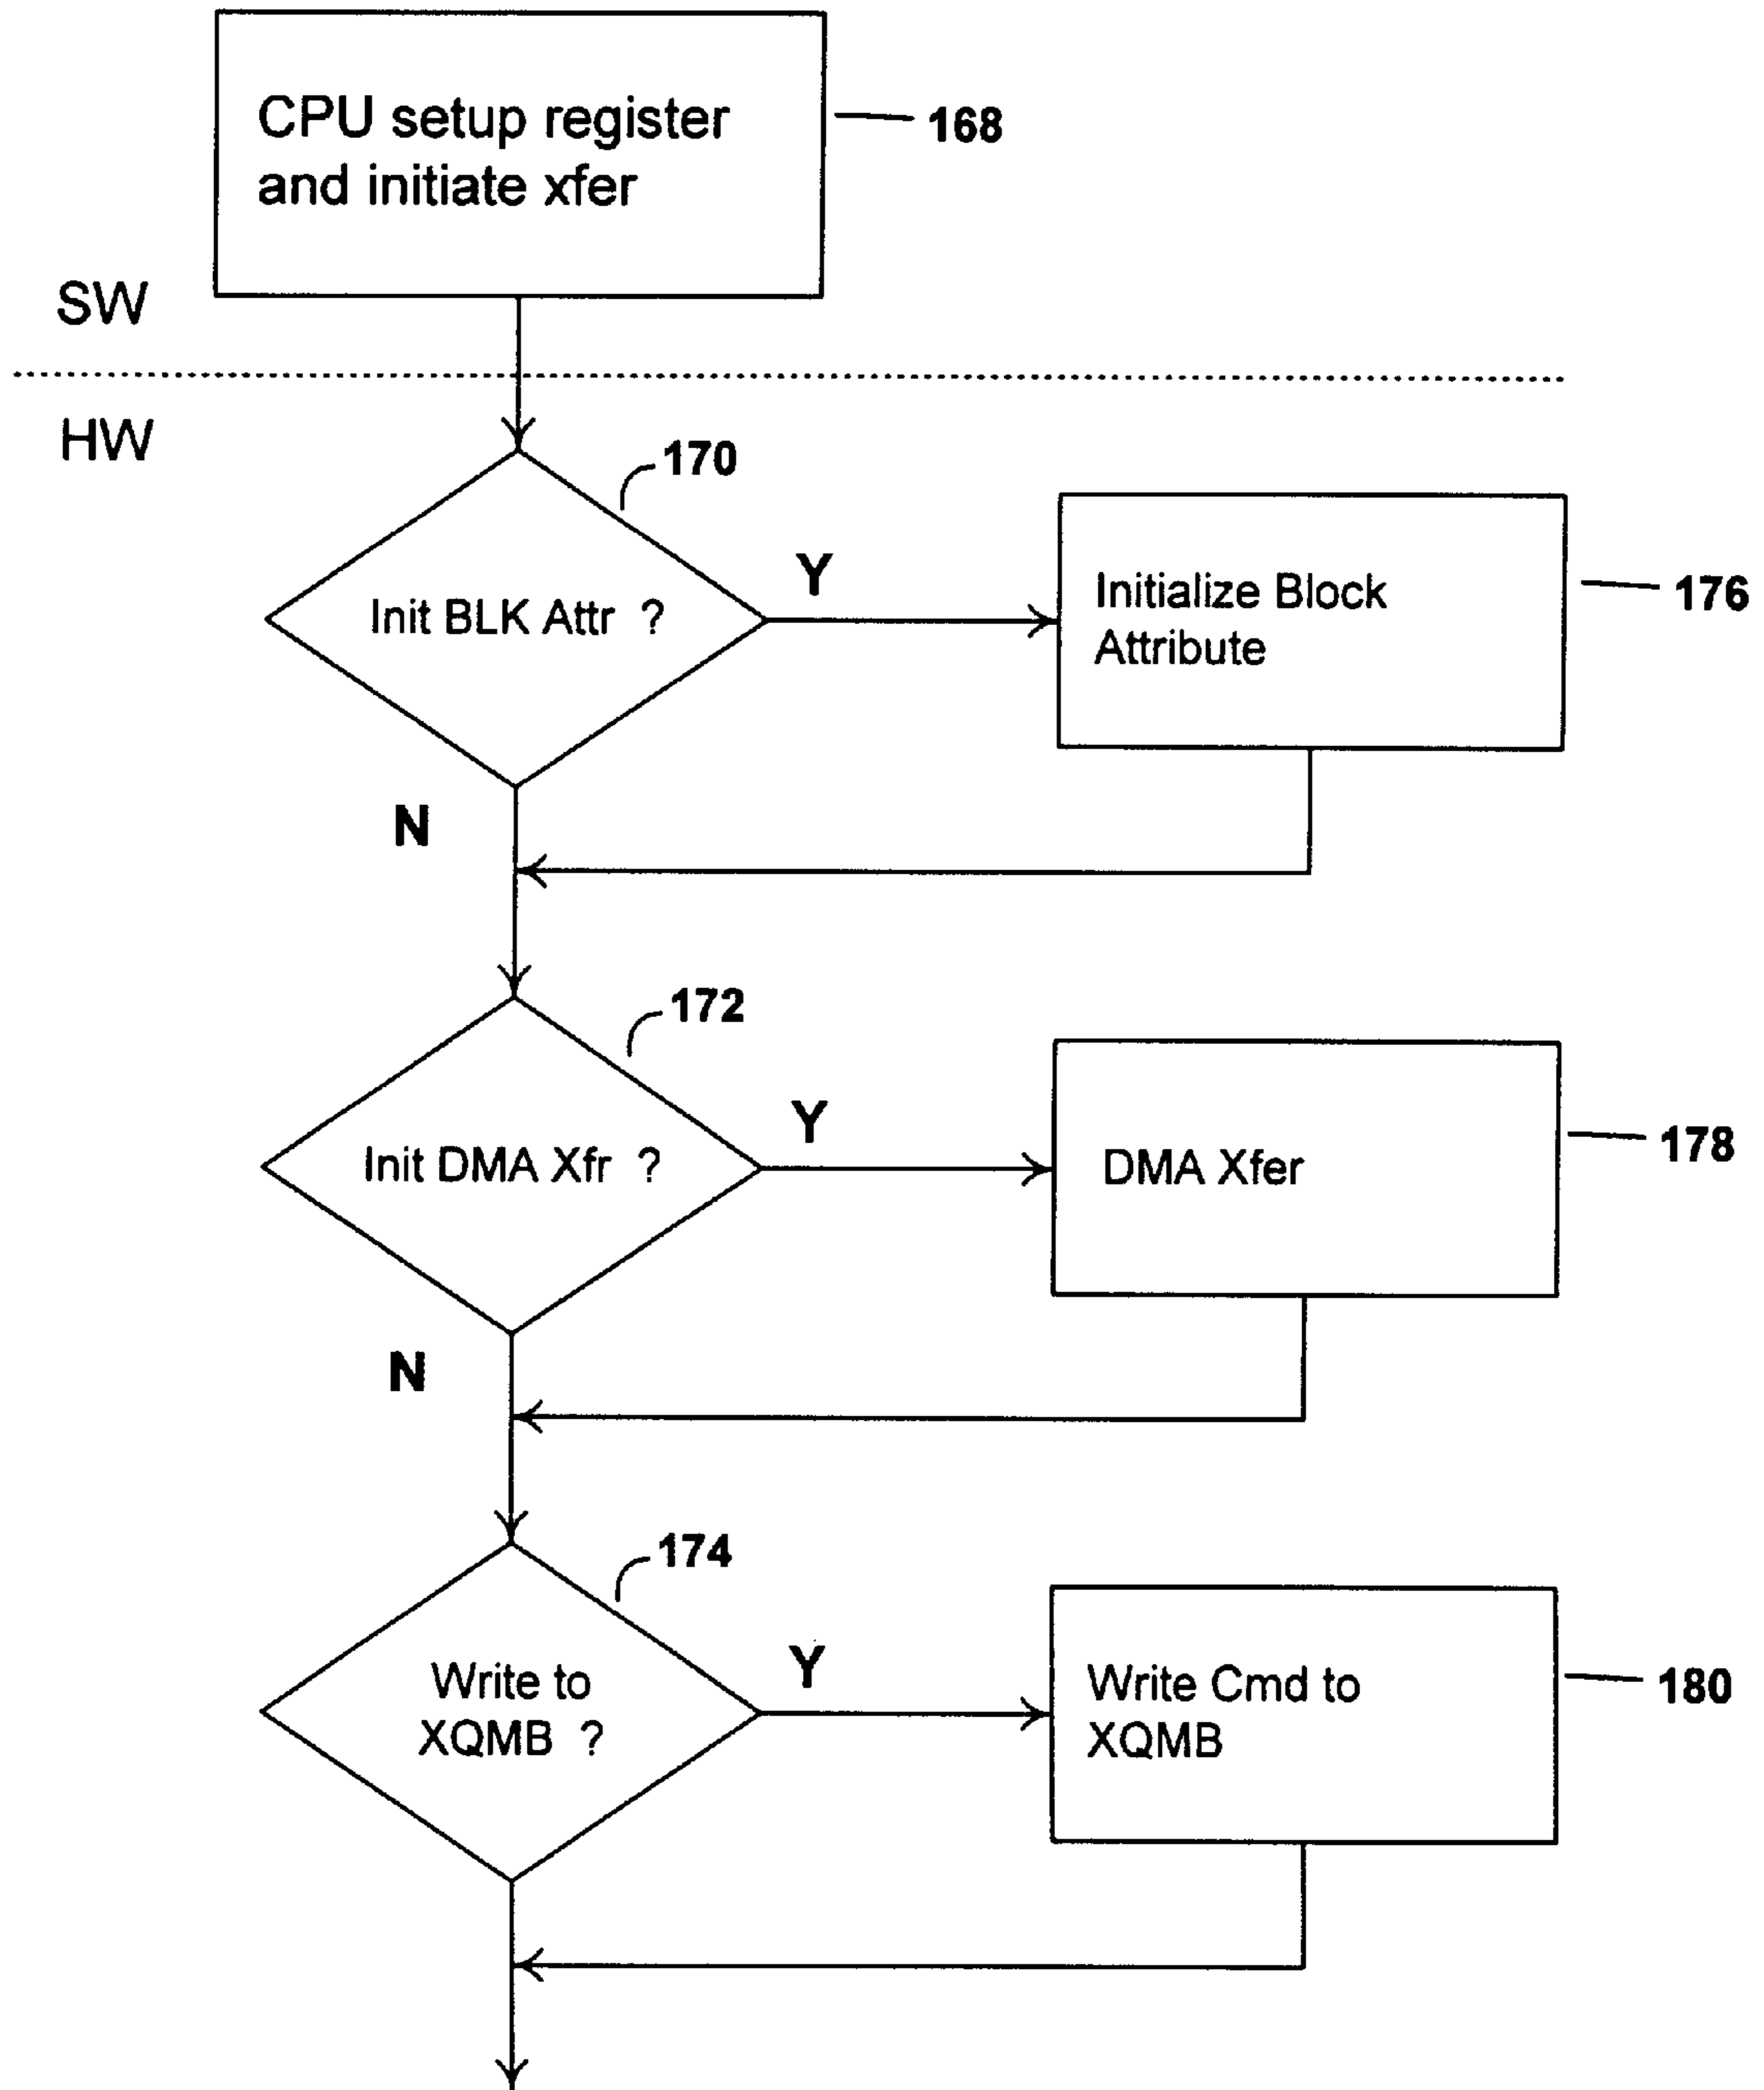 CPU setup register
and initiate xfer
168
SW
HW
170
Init BLK Attr ?
Y
Initialize Block
Attribute
176
N
172
Init DMA Xfr ?
Y
DMA Xfer
178
N
174
Write to
XQMB ?
Y
Write Cmd to
XQMB
180